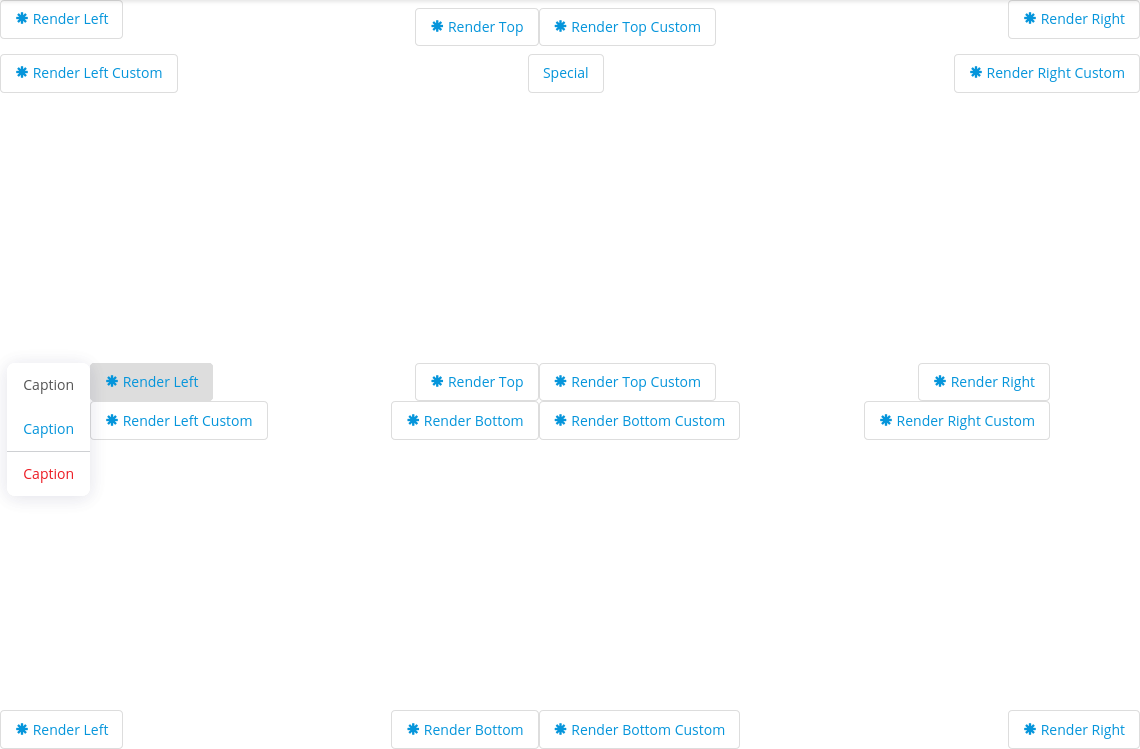 Render Left
Render Top
Render Top Custom
Render Right
Render Left Custom
Special
Render Right Custom
Caption
Render Left
Render Top
Render Top Custom
Render Right
Caption
Render Left Custom
Render Bottom
Render Bottom Custom
Render Right Custom
Caption
Render Left
Render Bottom
Render Bottom Custom
Render Right